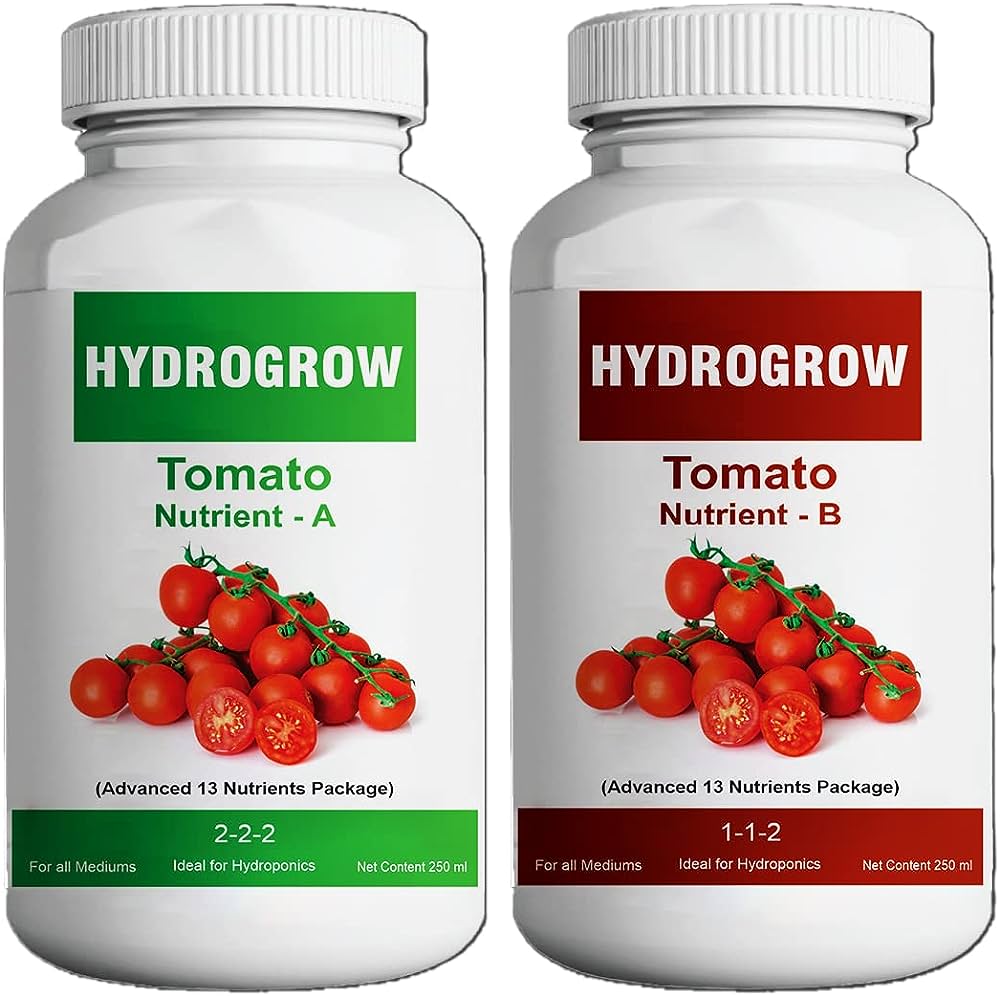 HYDROGROW
Tomato
Nutrient - A
(Advanced 13 Nutrients Package)
2-2-2
For all Mediums Ideal for Hydroponics Net Content 250 ml
HYDROGROW
Tomato
Nutrient - B
(Advanced 13 Nutrients Package)
1-1-2
For all Mediums Ideal for Hydroponics Net Content 250 ml